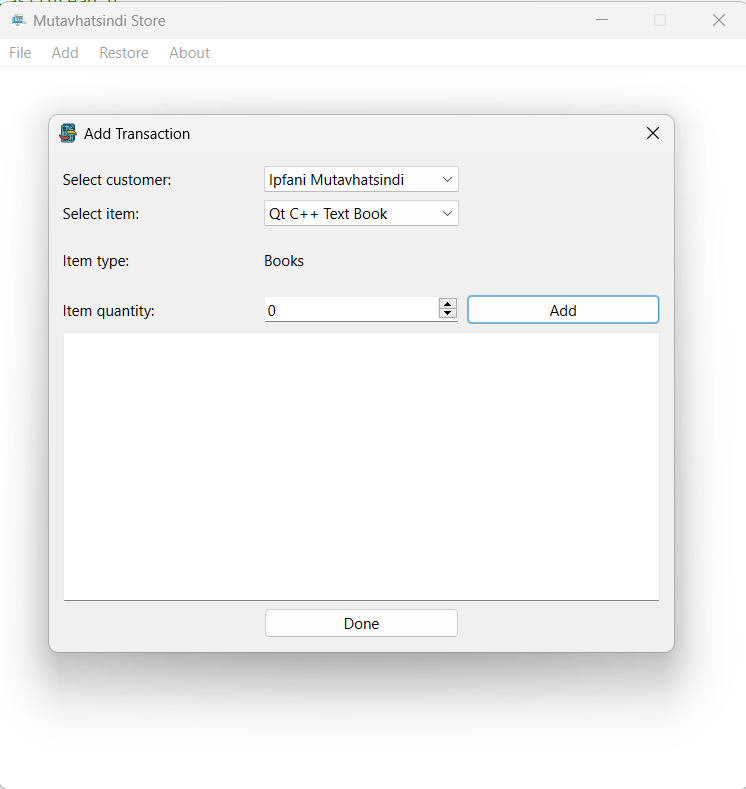 Mutavhatsindi Store
File Add Restore About
Add Transaction
Select customer: Ipfani Mutavhatsindi
Select item: Qt C++ Text Book
Item type: Books
Item quantity: 0 Add
Done